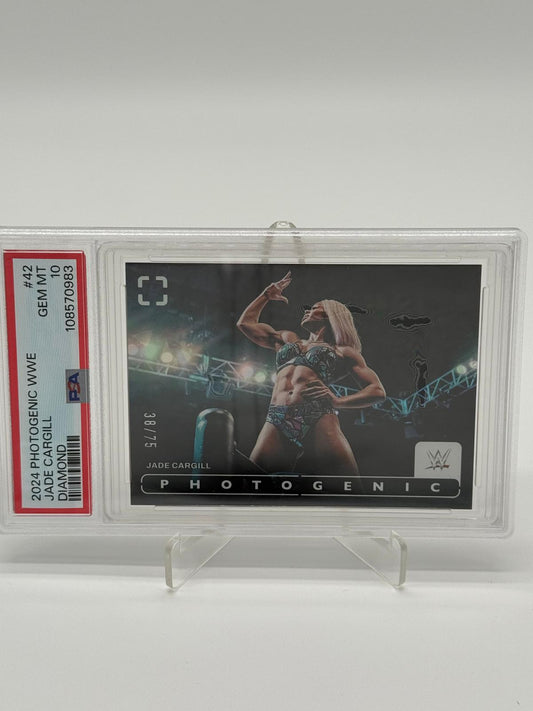 2024 PHOTOGENIC WWE
JADE CARGILL
DIAMOND
#42
GEM MT
10
108570983
PSA
38/75
JADE CARGILL
PHOTOGENIC
W